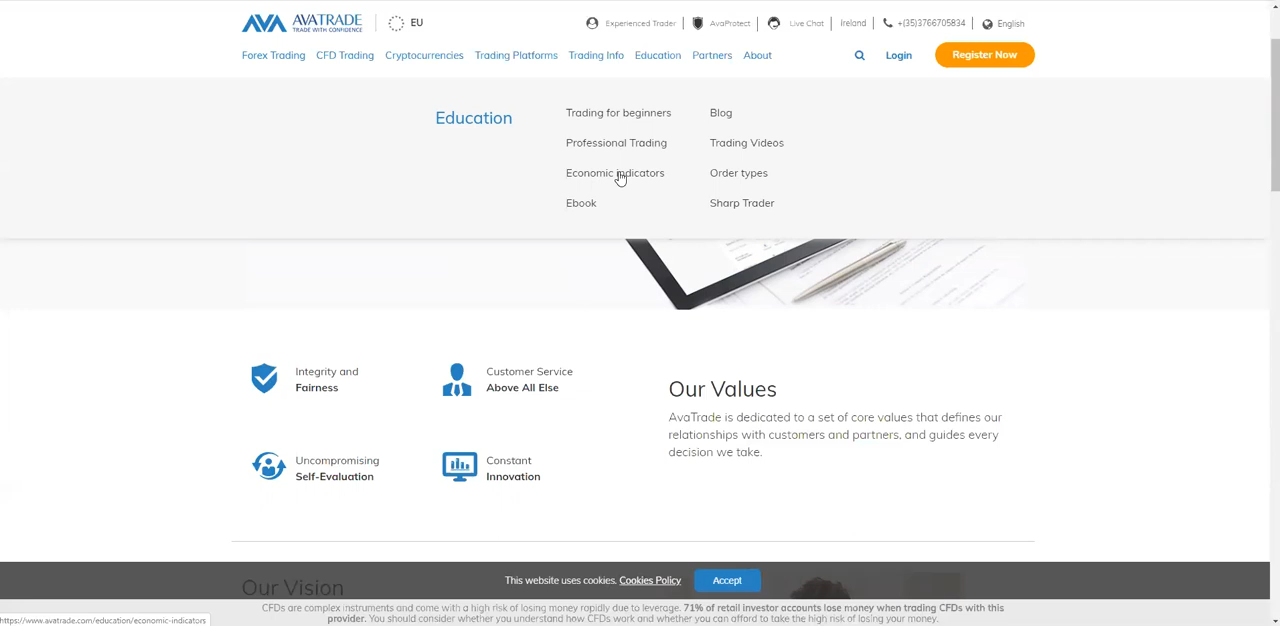 AVATRADE
TRADE WITH CONFIDENCE
EU
Experienced Trader
AvaProtect
Live Chat
Ireland
+(35)3766705834
English
Forex Trading
CFD Trading
Cryptocurrencies
Trading Platforms
Trading Info
Education
Partners
About
Login
Register Now
Education
Trading for beginners
Blog
Professional Trading
Trading Videos
Economic indicators
Order types
Ebook
Sharp Trader
Integrity and
Fairness
Customer Service
Above All Else
Uncompromising
Self-Evaluation
Constant
Innovation
Our Values
AvaTrade is dedicated to a set of core values that defines our
relationships with customers and partners, and guides every
decision we take.
Our Vision
This website uses cookies. Cookies Policy
Accept
CFDs are complex instruments and come with a high risk of losing money rapidly due to leverage. 71% of retail investor accounts lose money when trading CFDs with this
provider. You should consider whether you understand how CFDs work and whether you can afford to take the high risk of losing your money.
https://www.avatrade.com/education/economic-indicators